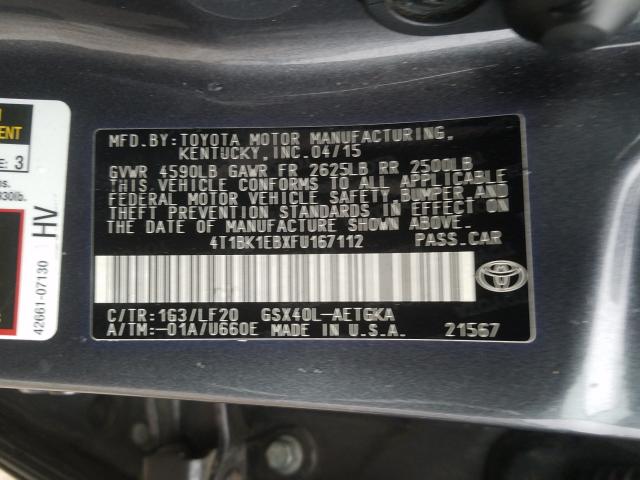 MFD.BY:TOYOTA MOTOR MANUFACTURING,
KENTUCKY,INC.04/15
GVWR 4590LB GAWR FR 2625LB RR 2500LB
THIS VEHICLE CONFORMS TO ALL APPLICABLE
FEDERAL MOTOR VEHICLE SAFETY,BUMPER,AND
THEFT PREVENTION STANDARDS IN EFFECT ON
THE DATE OF MANUFACTURE SHOWN ABOVE.
4T1BK1EBXFU167112 PASS.CAR
C/TR:1G3/LF20 GSX40L-AETGKA
A/TM:-01A/U660E MADE IN U.S.A. 21567
3
HV
42661-07130